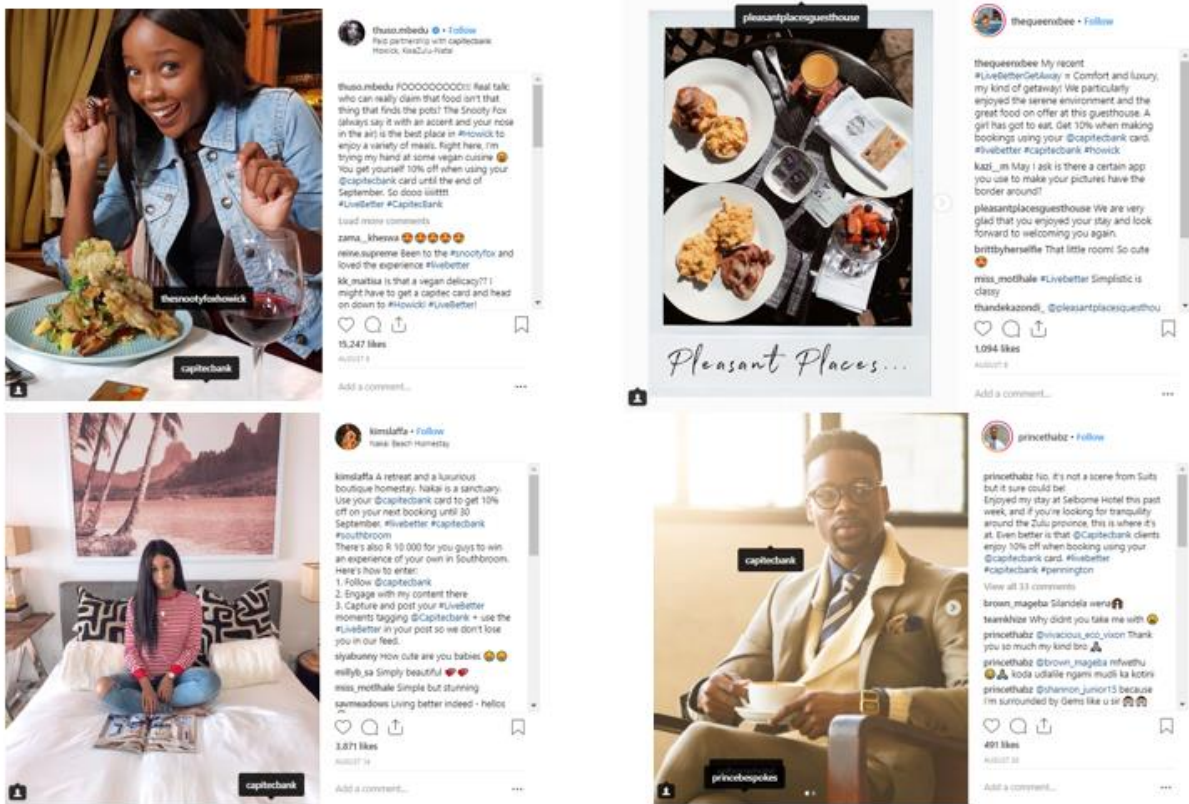 thuso.mbedu • Follow
Paid partnership with capitecbank
Howick, KwaZulu-Natal
thuso.mbedu FOOOOOOOOD!!! Real talk:
who can really claim that food isn't that
thing that finds the pots? The Snooty Fox
(always say it with an accent and your nose
in the air) is the best place in #Howick to
enjoy a variety of meals. Right here, I'm
trying my hand at some vegan cuisine 😄
You get yourself 10% off when using your
@capitecbank card until the end of
September. So dooo iiiitttt
#LiveBetter #CapitecBank
Load more comments
zama__kheswa 😍😍😍😍😍
reine.supreme Been to the #snootyfox and
loved the experience #livebetter
kk_maitisa Is that a vegan delicacy?? I
might have to get a capitec card and head
on down to #Howick! #LiveBetter!
15,247 likes
AUGUST 8
Add a comment...
thesnootyfoxhowick
capitecbank
pleasantplacesguesthouse
Pleasant Places...
thequeenxbee • Follow
thequeenxbee My recent
#LiveBetterGetAway = Comfort and luxury,
my kind of getaway! We particularly
enjoyed the serene environment and the
great food on offer at this guesthouse. A
girl has got to eat. Get 10% when making
bookings using your @capitecbank card.
#livebetter #capitecbank #howick
kazi__m May I ask is there a certain app
you use to make your pictures have the
border around?
pleasantplacesguesthouse We are very
glad that you enjoyed your stay and look
forward to welcoming you again.
brittbyherselfie That little room! So cute
😍
miss_motlhale #Livebetter Simplistic is
classy
thandekazondi_ @pleasantplacesguesthou
1,094 likes
AUGUST 8
Add a comment...
kimslaffa • Follow
Nakai Beach Homestay
kimslaffa A retreat and a luxurious
boutique homestay. Nakai is a sanctuary.
Use your @capitecbank card to get 10%
off on your next booking until 30
September. #livebetter #capitecbank
#southbroom
There's also R 10 000 for you guys to win
an experience of your own in Southbroom.
Here's how to enter:
1. Follow @capitecbank
2. Engage with my content there
3. Capture and post your #LiveBetter
moments tagging @Capitecbank + use the
#LiveBetter in your post so we don't lose
you in our feed.
siyabunny How cute are you babies 😄😄
millyb_sa Simply beautiful 💕💕
miss_motlhale Simple but stunning
savmeadows Living better indeed - hellos
3,871 likes
AUGUST 14
Add a comment...
capitecbank
capitecbank
princebespokes
princethabz • Follow
princethabz No, it's not a scene from Suits
but it sure could be!
Enjoyed my stay at Selborne Hotel this past
week, and if you're looking for tranquility
around the Zulu province, this is where it's
at. Even better is that @Capitecbank clients
enjoy 10% off when booking using your
@capitecbank card. #livebetter
#capitecbank #pennington
View all 33 comments
brown_mageba Silandela wena
teamkhize Why didnt you take me with
princethabz @vivacious_eco_vixon Thank
you so much my kind bro
princethabz @brown_mageba mfwethu
koda udlalile ngami mudli ka kotini
princethabz @shannon_junior15 because
I'm surrounded by Gems like u sir
491 likes
AUGUST
Add a comment...